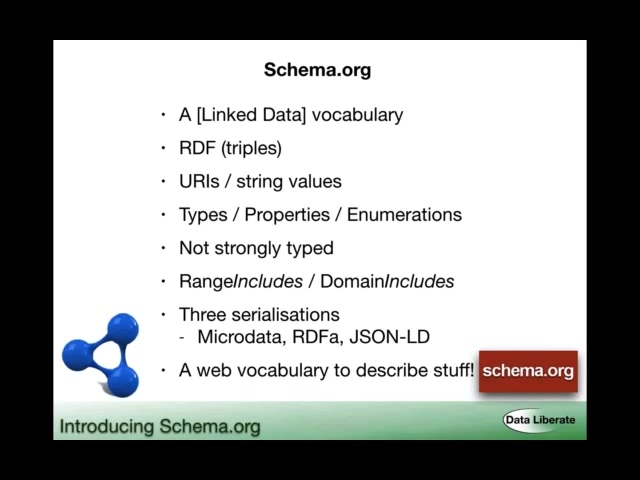 Schema.org
· A [Linked Data] vocabulary
· RDF (triples)
· URIs / string values
· Types / Properties / Enumerations
· Not strongly typed
· RangeIncludes / DomainIncludes
· Three serialisations
- Microdata, RDFa, JSON-LD
· A web vocabulary to describe stuff!
schema.org
Introducing Schema.org
Data Liberate